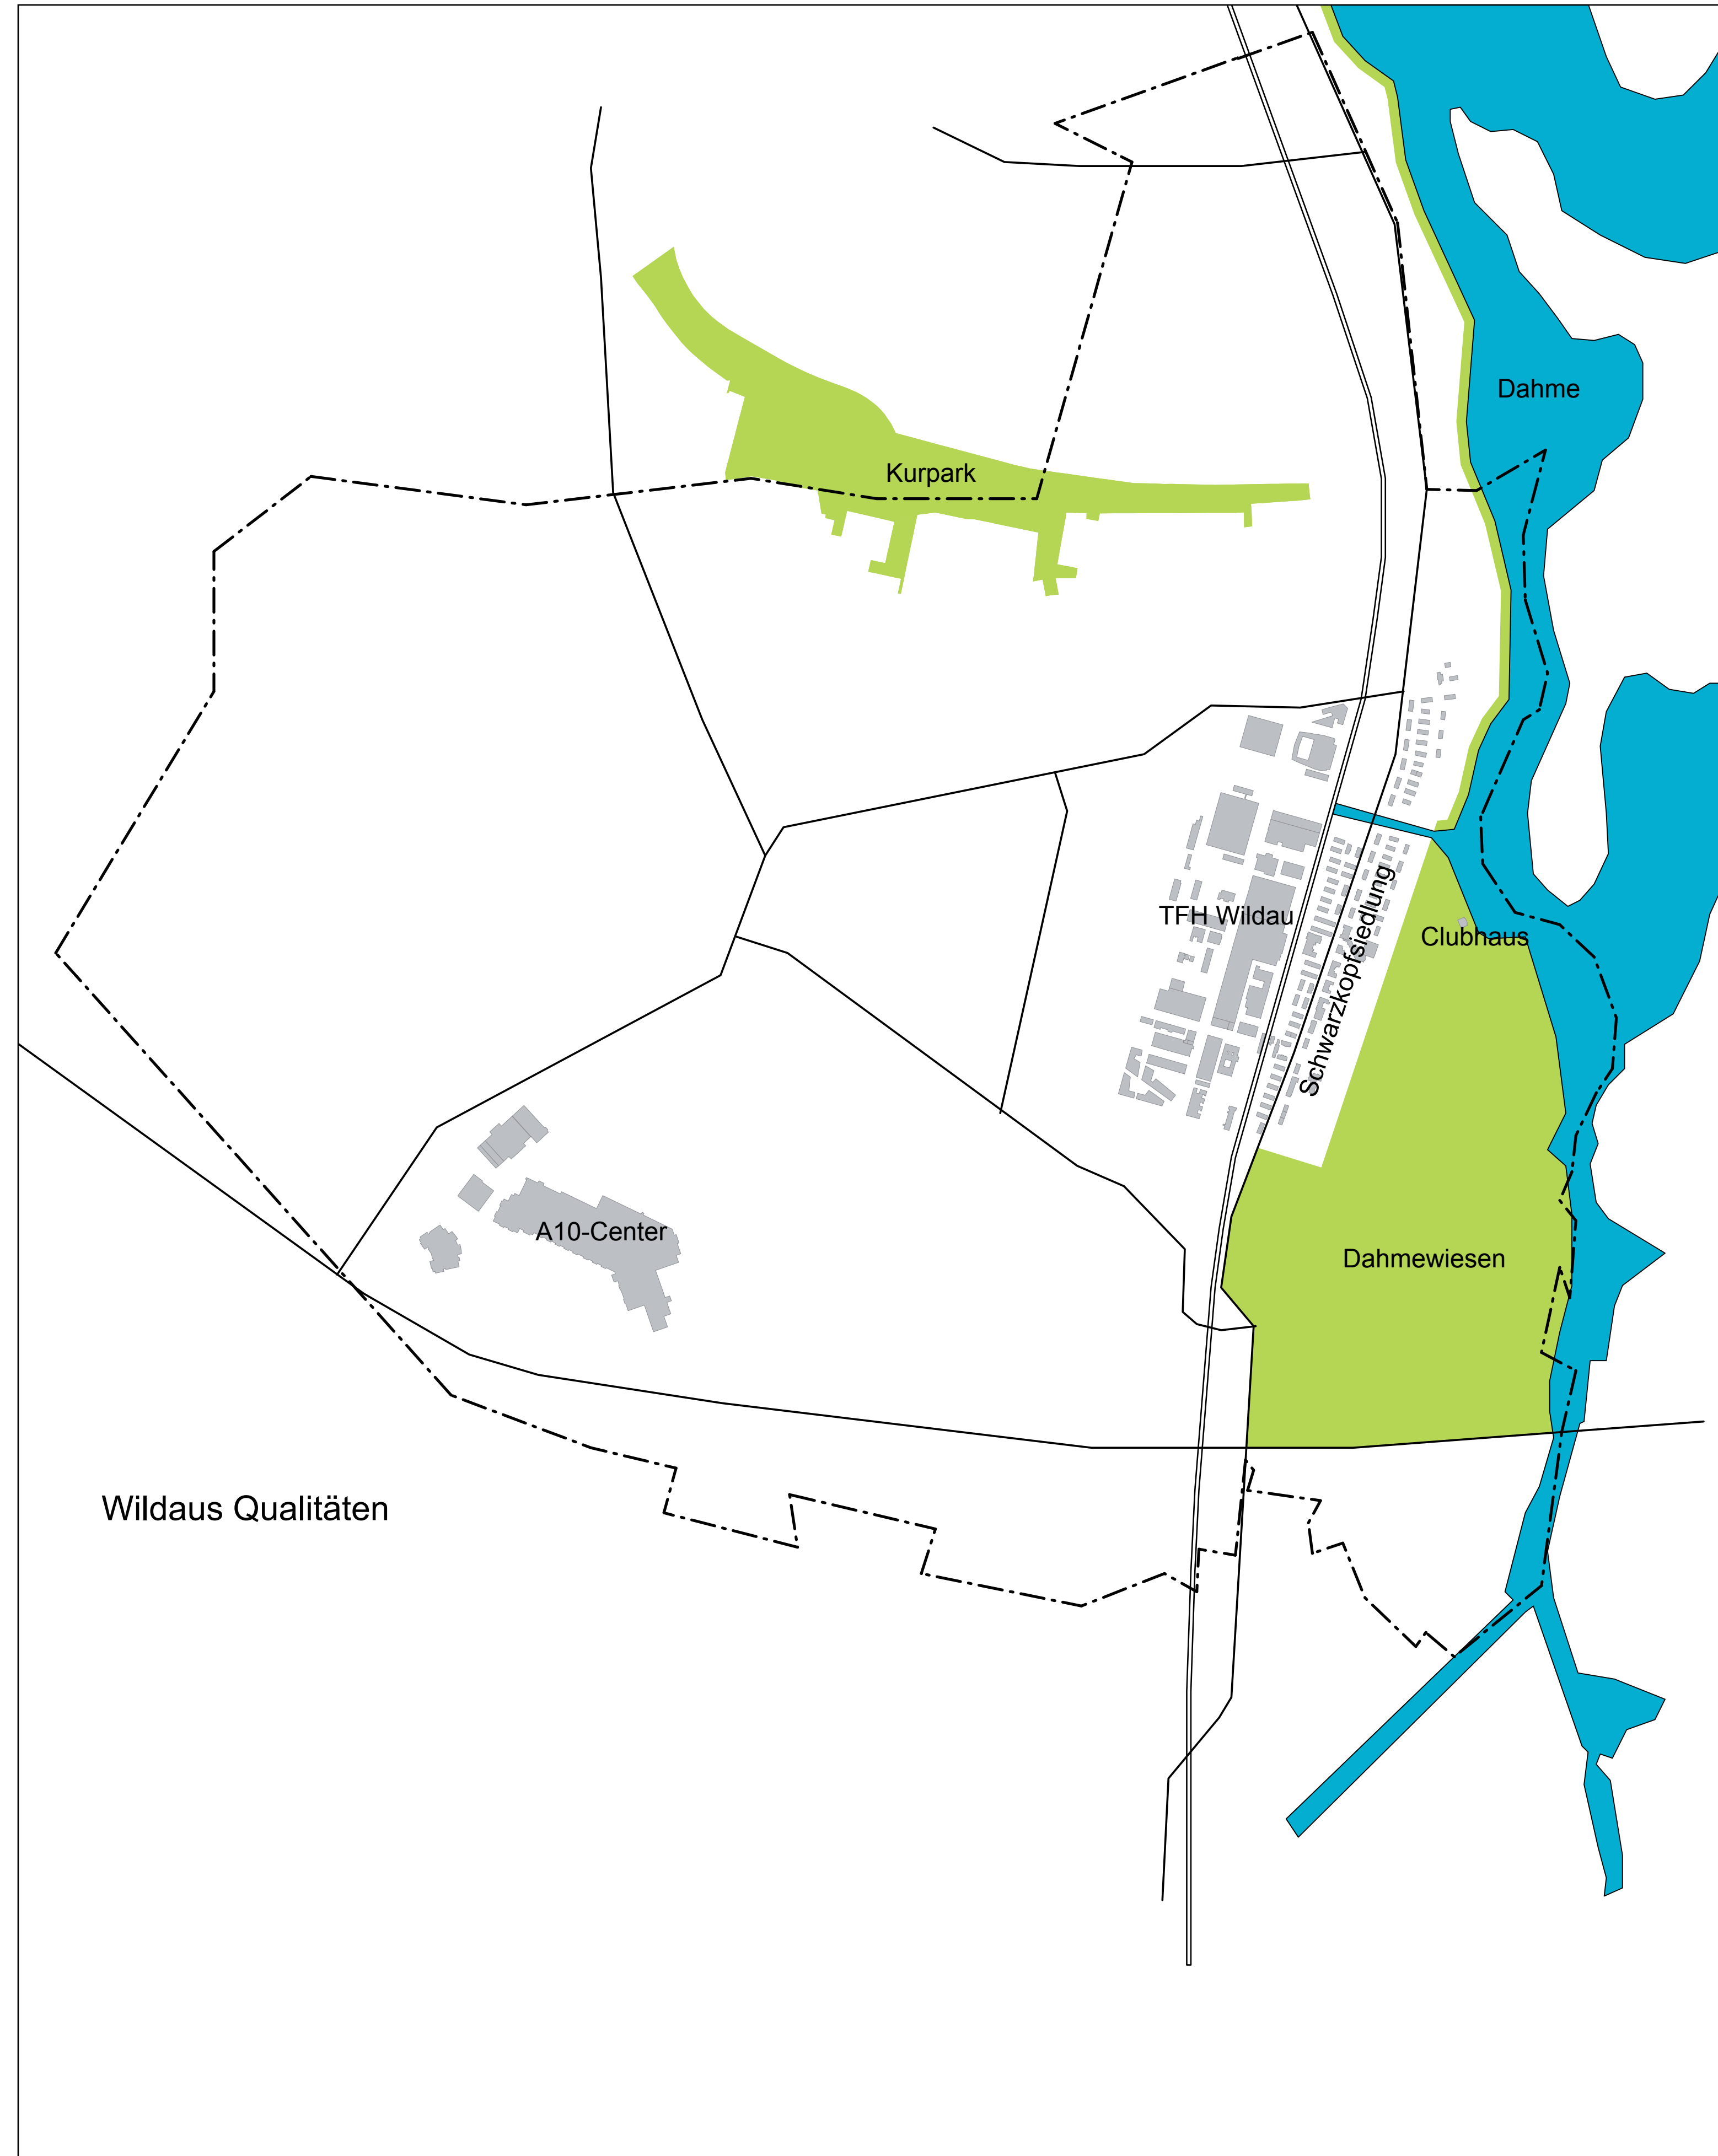 Dahme
Kurpark
TFH Wildau
Schwarzkopfsiedlung
Clubhaus
A10-Center
Dahmewiesen
Wildaus Qualitäten